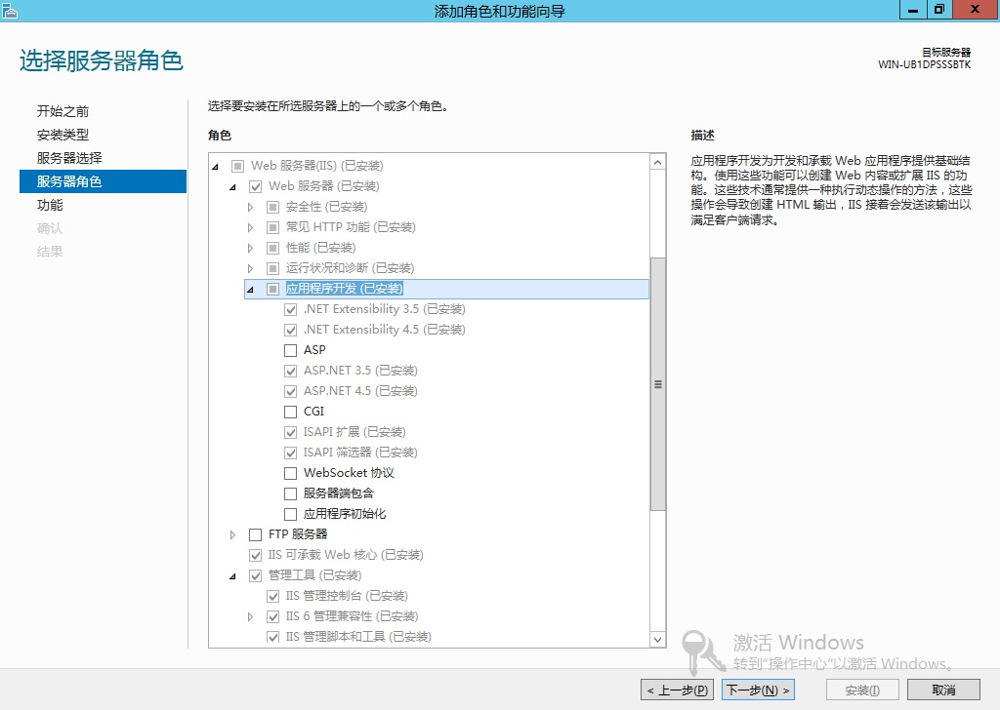 添加角色和功能向导
选择服务器角色
目标服务器
WIN-UB1DPSSSBTK
开始之前
安装类型
服务器选择
服务器角色
功能
确认
结果
选择要安装在所选服务器上的一个或多个角色。
角色
Web 服务器(IIS) (已安装)
Web 服务器 (已安装)
安全性 (已安装)
常见 HTTP 功能 (已安装)
性能 (已安装)
运行状况和诊断 (已安装)
应用程序开发 (已安装)
.NET Extensibility 3.5 (已安装)
.NET Extensibility 4.5 (已安装)
ASP
ASP.NET 3.5 (已安装)
ASP.NET 4.5 (已安装)
CGI
ISAPI 扩展 (已安装)
ISAPI 筛选器 (已安装)
WebSocket 协议
服务器端包含
应用程序初始化
FTP 服务器
IIS 可承载 Web 核心 (已安装)
管理工具 (已安装)
IIS 管理控制台 (已安装)
IIS 6 管理兼容性 (已安装)
IIS 管理脚本和工具 (已安装)
描述
应用程序开发为开发和承载 Web 应用程序提供基础结
构。使用这些功能可以创建 Web 内容或扩展 IIS 的功
能。这些技术通常提供一种执行动态操作的方法，这些
操作会导致创建 HTML 输出，IIS 接着会发送该输出以
满足客户端请求。
激活 Windows
转到"操作中心"以激活 Windows。
< 上一步(P)
下一步(N) >
安装(I)
取消